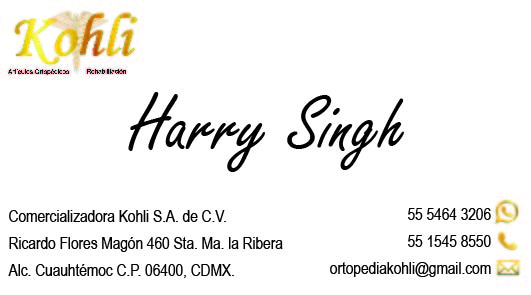 Kohli
Artículos Ortopédicos Rehabilitación
Harry Singh
Comercializadora Kohli S.A. de C.V.
Ricardo Flores Magón 460 Sta. Ma. la Ribera
Alc. Cuauhtémoc C.P. 06400, CDMX.
55 5464 3206
55 1545 8550
ortopediakohli@gmail.com